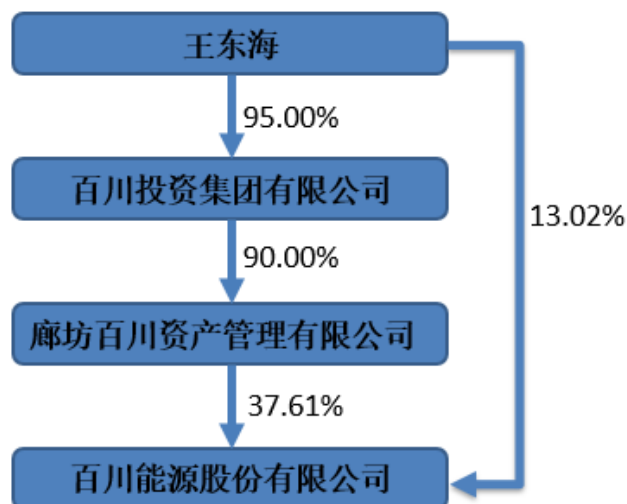 王东海
95.00%
百川投资集团有限公司
13.02%
90.00%
廊坊百川资产管理有限公司
37.61%
百川能源股份有限公司